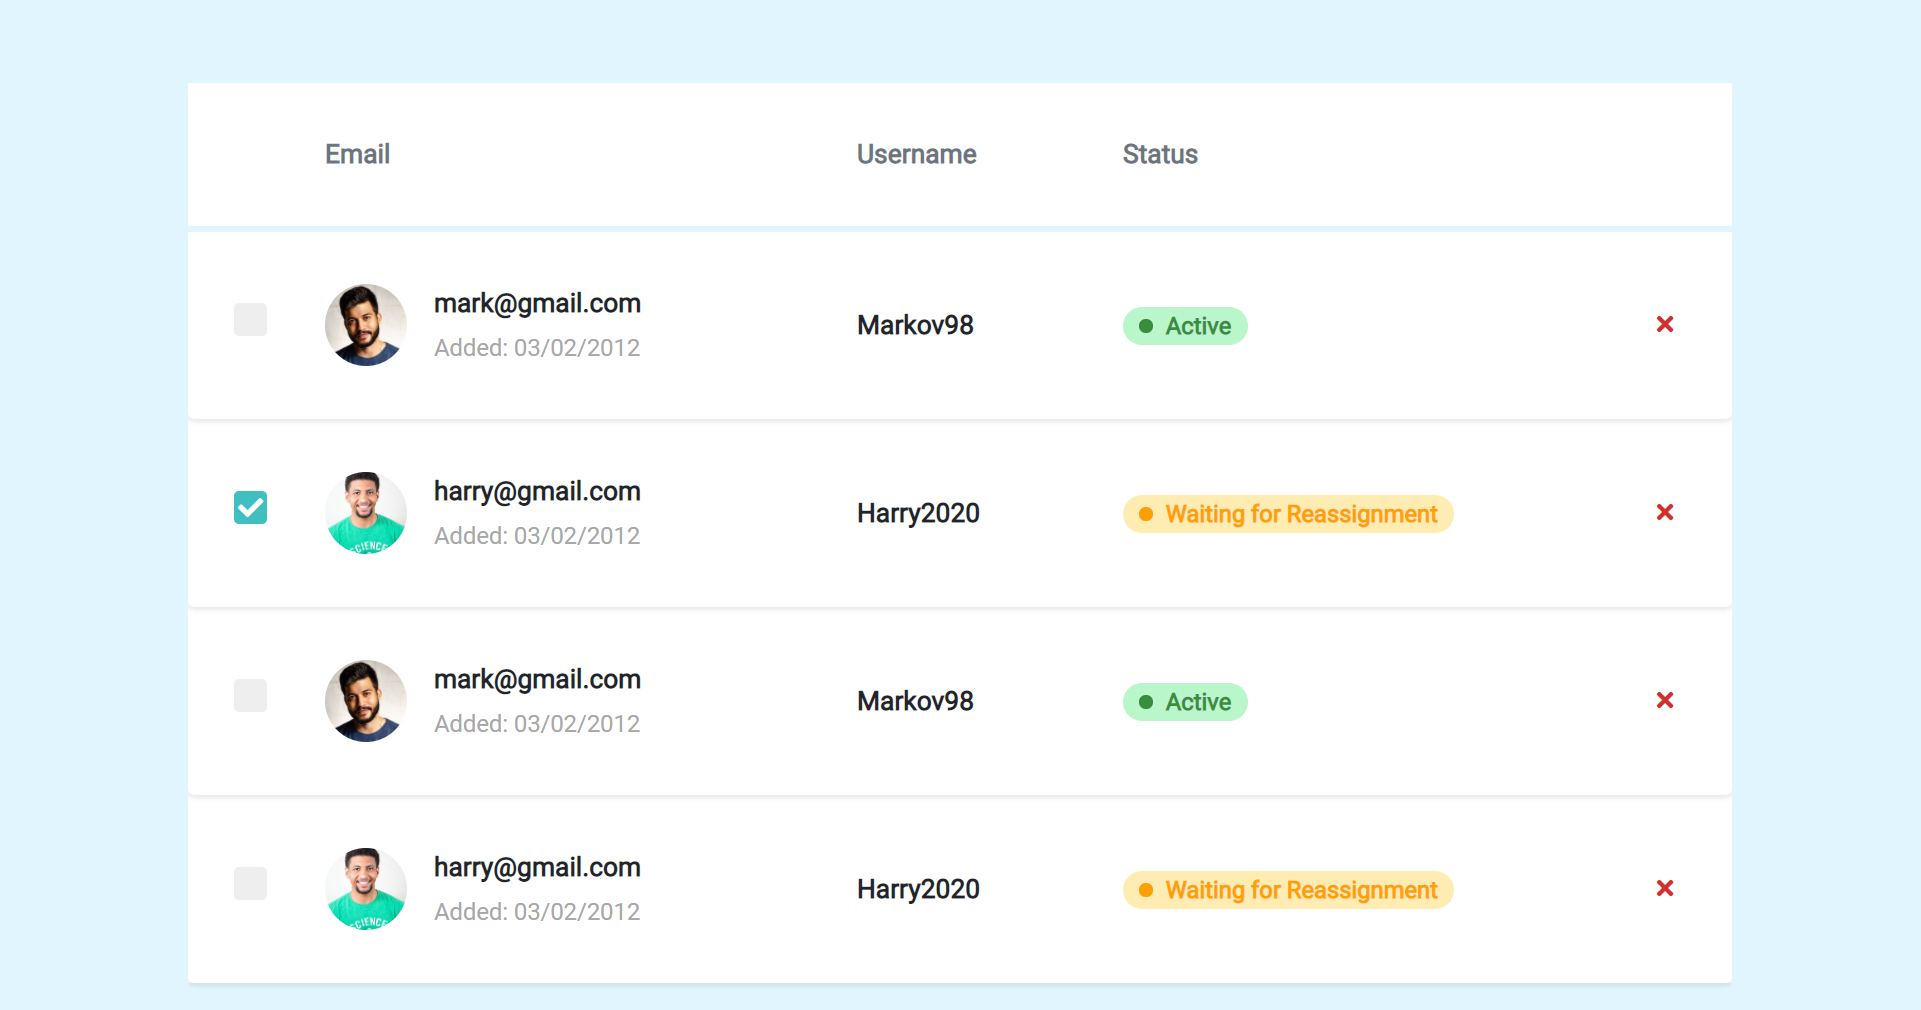 Email Username Status
mark@gmail.com
Added: 03/02/2012
Markov98
Active
harry@gmail.com
Added: 03/02/2012
Harry2020
Waiting for Reassignment
SCIENCE
mark@gmail.com
Added: 03/02/2012
Markov98
Active
harry@gmail.com
Added: 03/02/2012
Harry2020
Waiting for Reassignment
SCIENCE